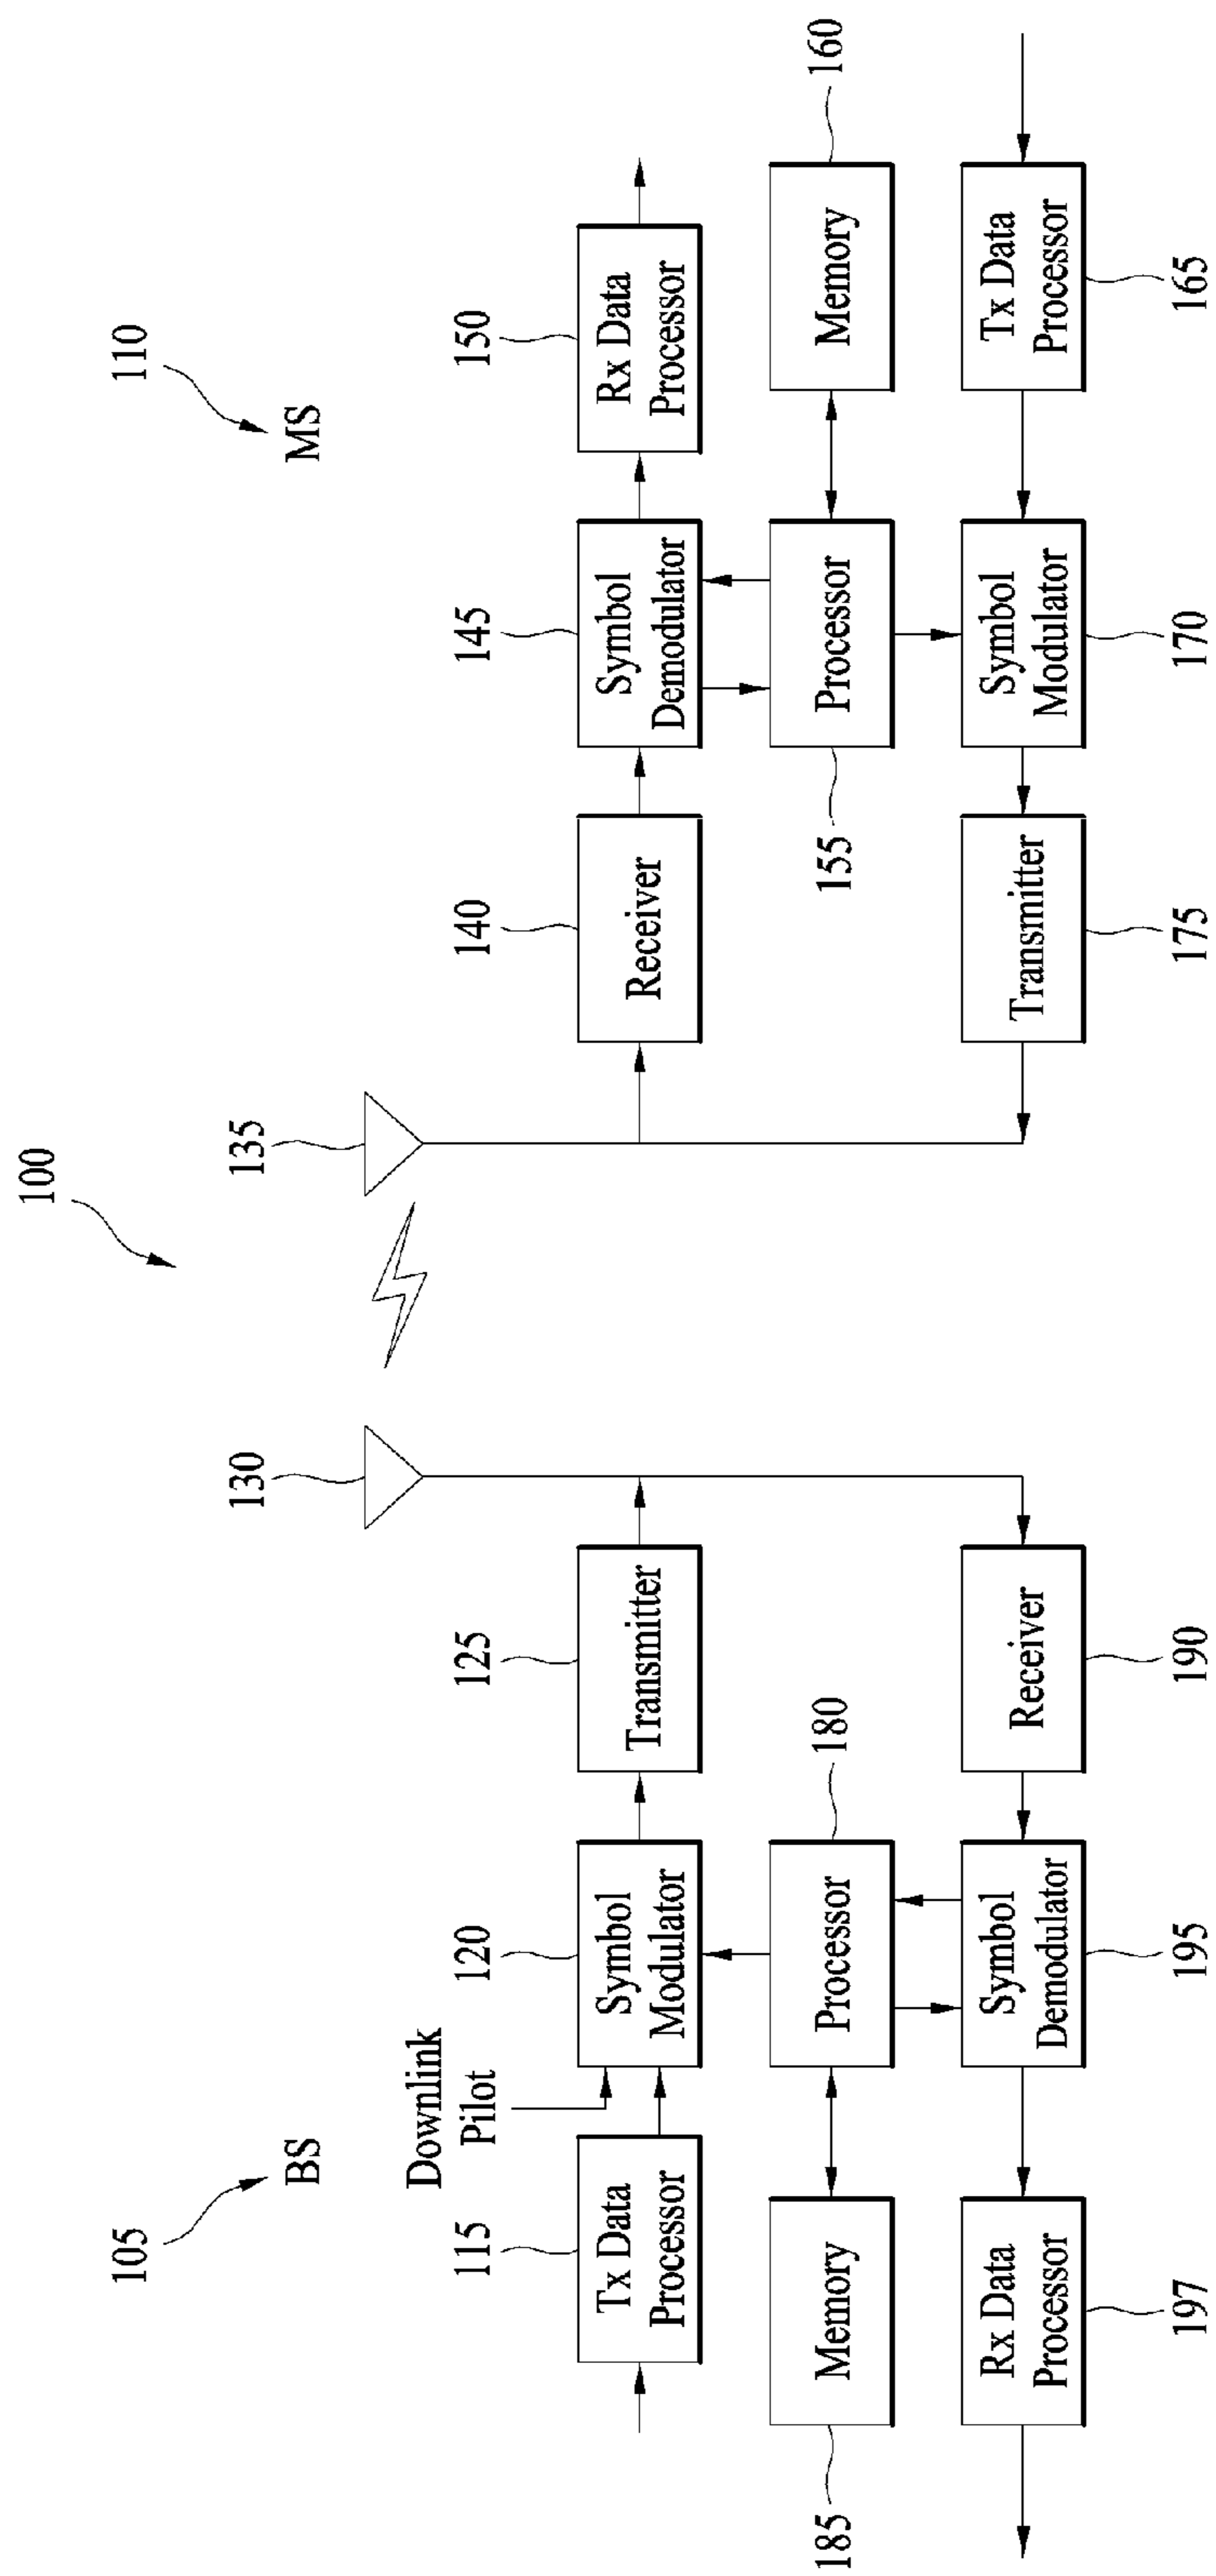 100
105
BS
110
MS
130
135
Downlink
Pilot
115
Tx Data
Processor
120
Symbol
Modulator
125
Transmitter
140
Receiver
145
Symbol
Demodulator
150
Rx Data
Processor
185
Memory
180
Processor
155
Processor
160
Memory
197
Rx Data
Processor
195
Symbol
Demodulator
190
Receiver
175
Transmitter
170
Symbol
Modulator
165
Tx Data
Processor